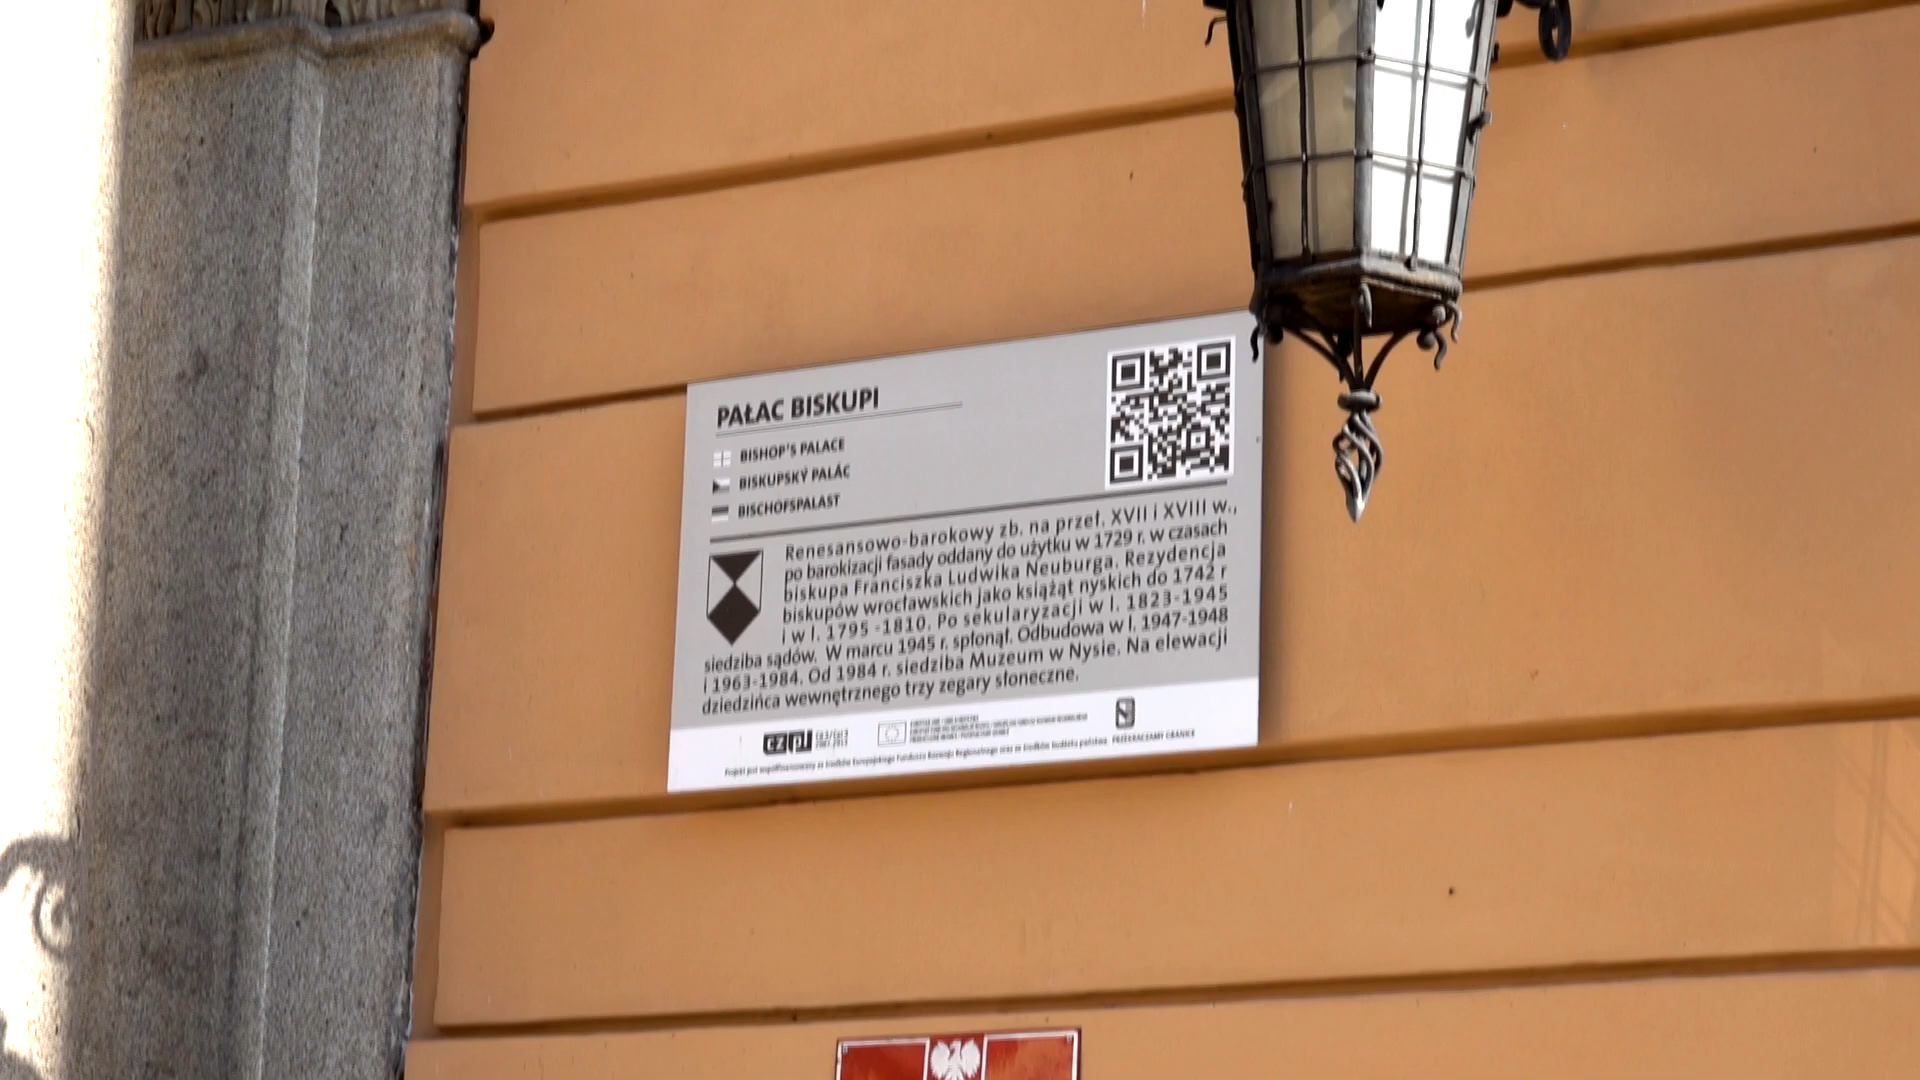 PAŁAC BISKUPI
BISHOP'S PALACE
BISKUPSKÝ PALÁC
BISCHOFSPALAST
Renesansowo-barokowy zb. na przeł. XVII i XVIII w.,
po barokizacji fasady oddany do użytku w 1729 r. w czasach
biskupa Franciszka Ludwika Neuburga. Rezydencja
biskupów wrocławskich jako książąt nyskich do 1742 r
i w l. 1795 -1810. Po sekularyzacji w l. 1823-1945
siedziba sądów. W marcu 1945 r. spłonął. Odbudowa w l. 1947-1948
i 1963-1984. Od 1984 r. siedziba Muzeum w Nysie. Na elewacji
dziedzińca wewnętrznego trzy zegary słoneczne.
cz pl
PRZEKRACZAMY GRANICE
Projekt jest współfinansowany ze środków Europejskiego Funduszu Rozwoju Regionalnego oraz ze środków budżetu państwa.